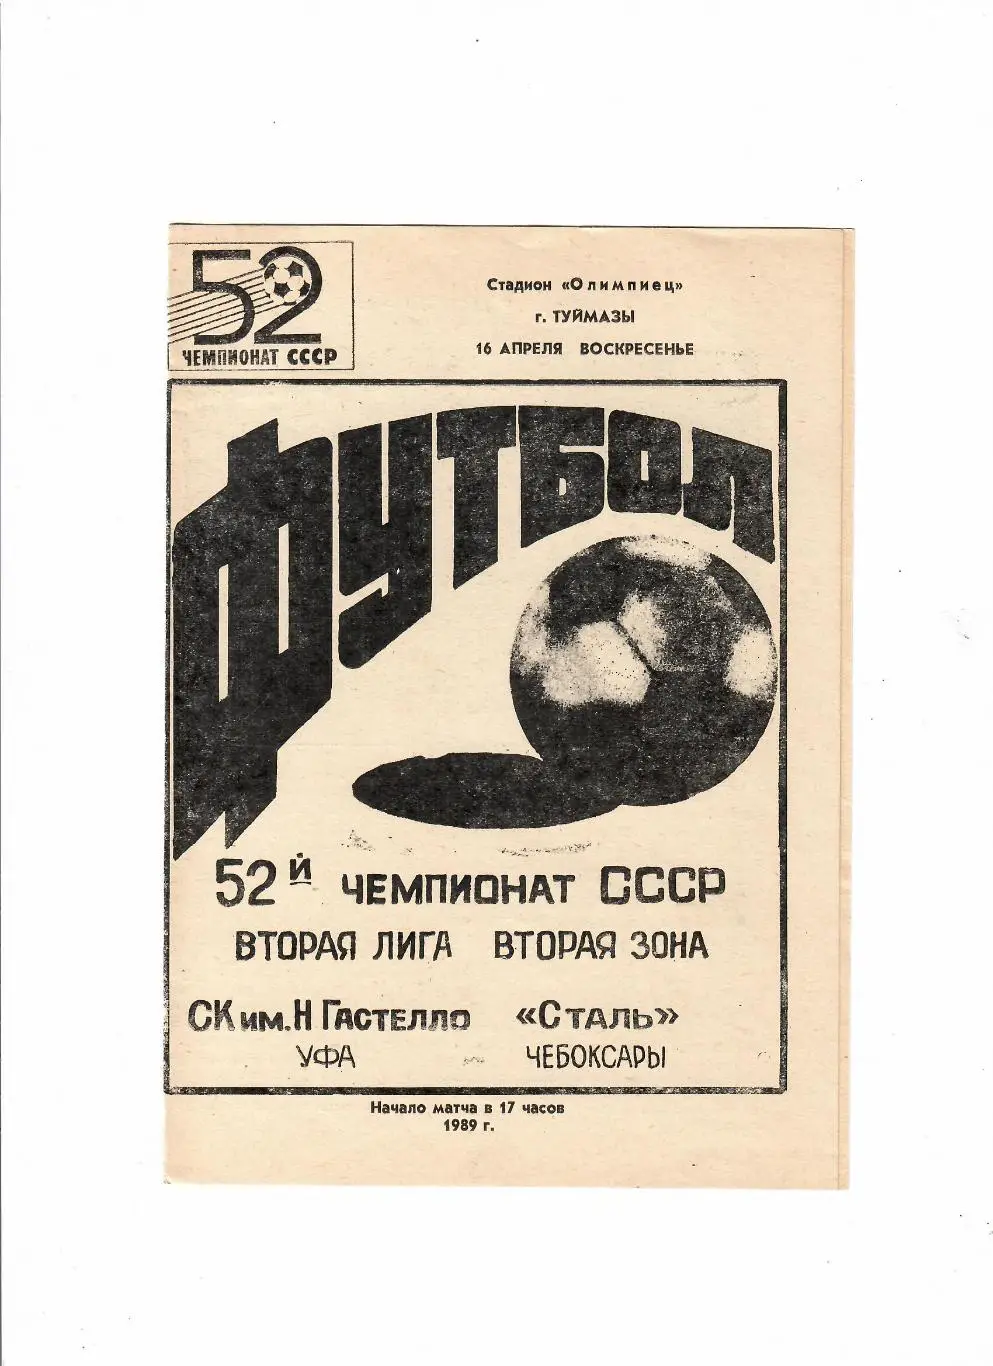 52
ЧЕМПИОНАТ СССР
Стадион «Олимпиец»
г. ТУЙМАЗЫ
16 АПРЕЛЯ ВОСКРЕСЕНЬЕ
ФУТБОЛ
52й ЧЕМПИОНАТ СССР
ВТОРАЯ ЛИГА ВТОРАЯ ЗОНА
СК им. Н Гастелло «Сталь»
УФА ЧЕБОКСАРЫ
Начало матча в 17 часов
1989 г.